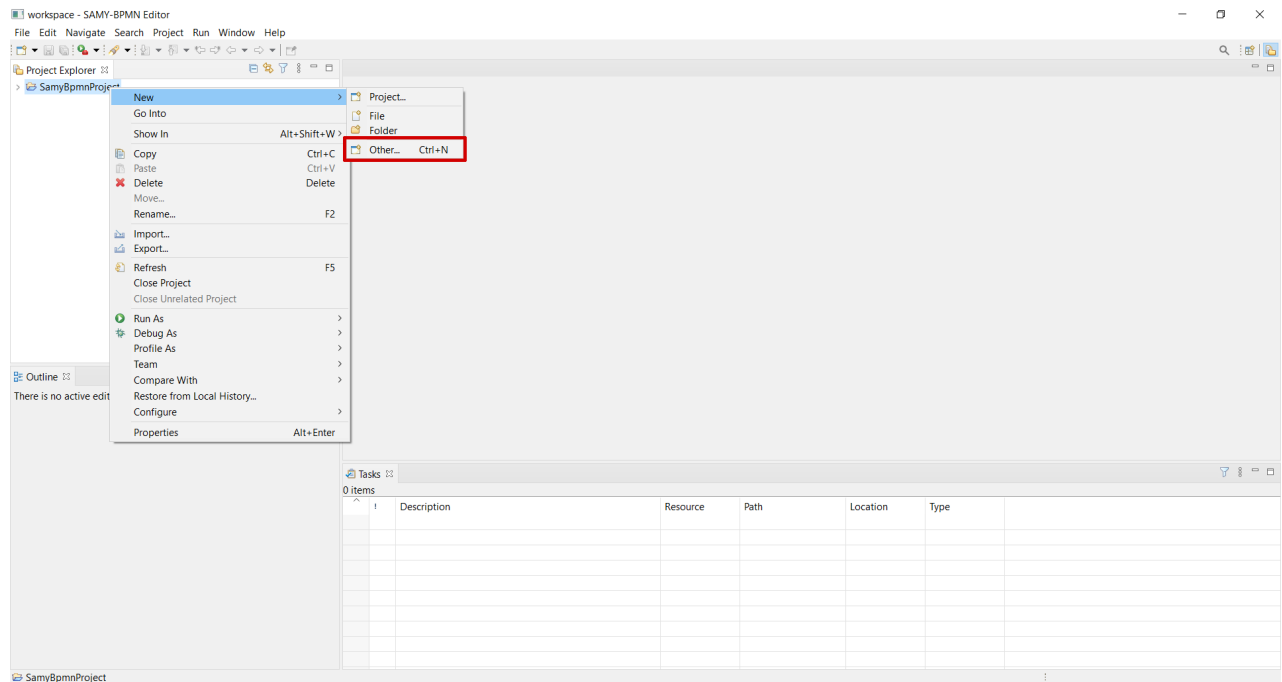 workspace - SAMY-BPMN Editor
File Edit Navigate Search Project Run Window Help
Project Explorer
SamyBpmnProject
New
Go Into
Show In Alt+Shift+W
Copy Ctrl+C
Paste Ctrl+V
Delete Delete
Move...
Rename... F2
Import...
Export...
Refresh F5
Close Project
Close Unrelated Project
Run As
Debug As
Profile As
Team
Compare With
Restore from Local History...
Configure
Properties Alt+Enter
Project...
File
Folder
Other... Ctrl+N
Outline
There is no active edit
Tasks
0 items
! Description Resource Path Location Type
SamyBpmnProject